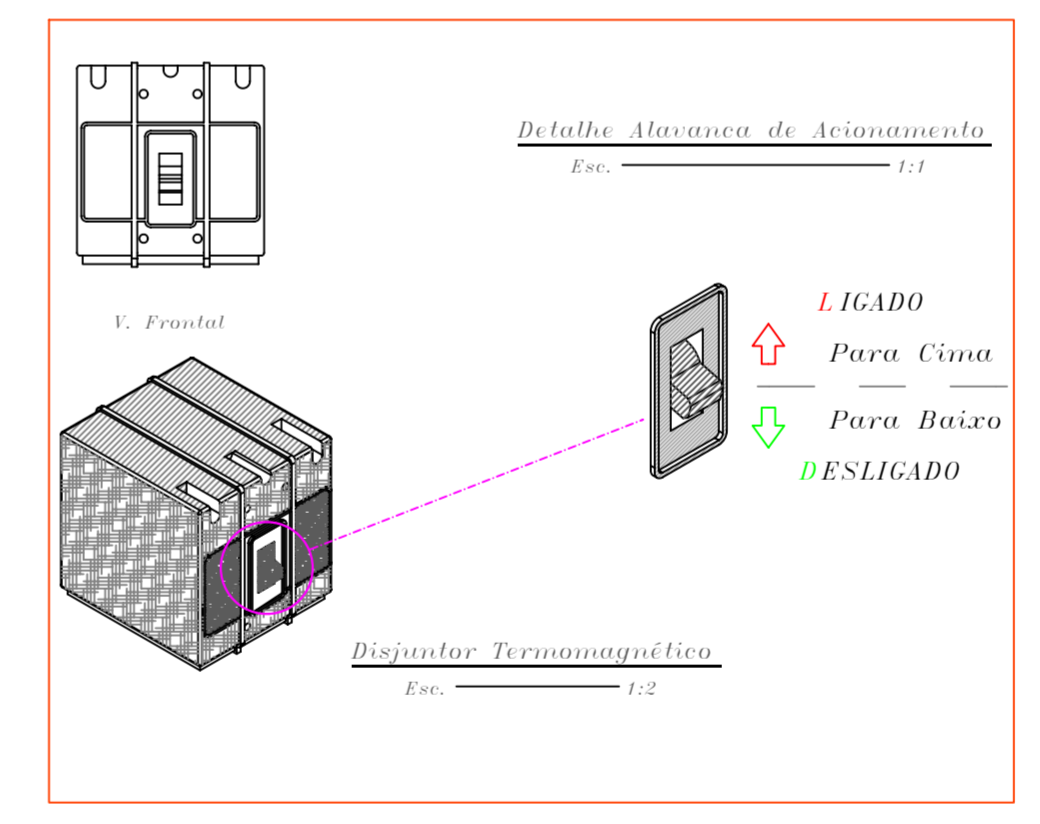 Detalhe Alavanca de Acionamento
Esc. 1:1
V. Frontal
LIGADO
Para Cima
Para Baixo
DESLIGADO
Disjuntor Termomagnético
Esc. 1:2